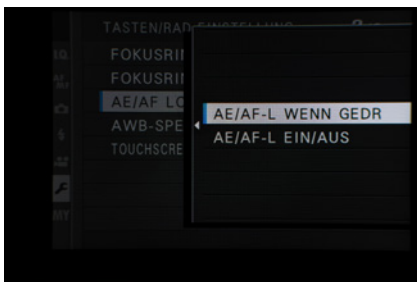 TASTEN/RAD-EINSTELLUNG
FOKUSRI
FOKUSRI
AE/AF LO
AWB-SPE
TOUCHSCRE
AE/AF-L WENN GEDR
AE/AF-L EIN/AUS
MY